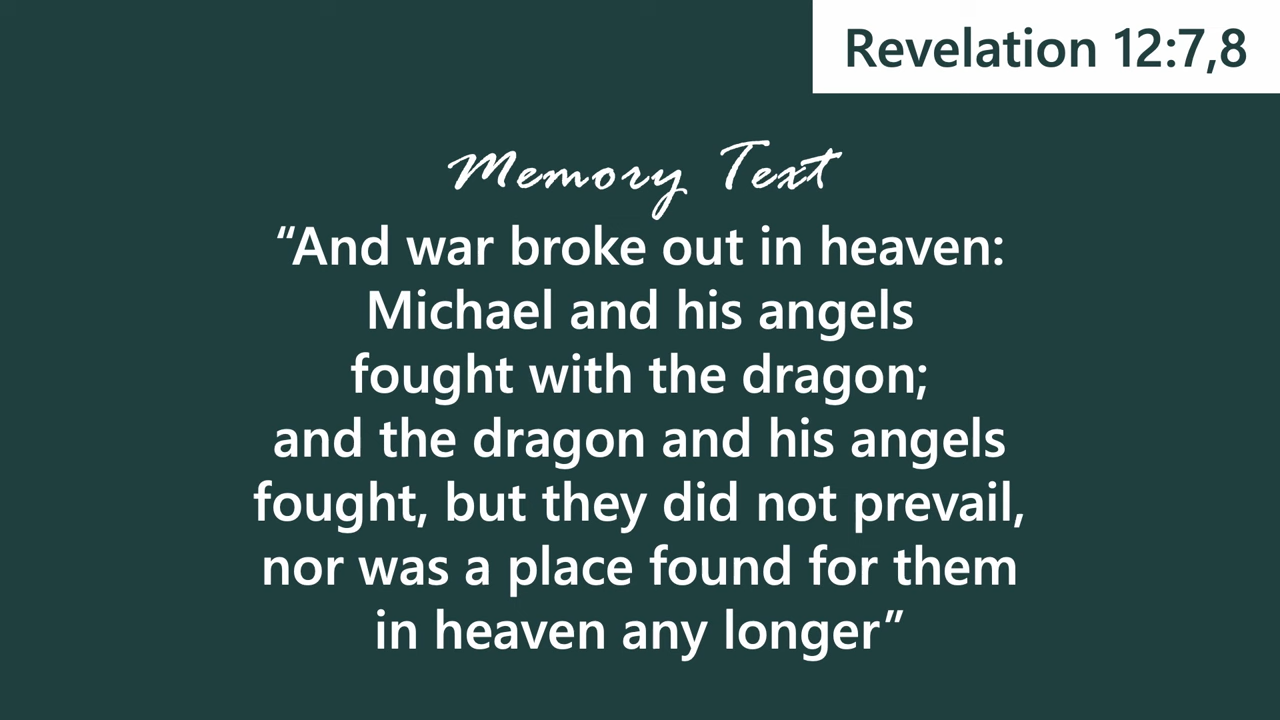 Revelation 12:7,8
Memory Text
“And war broke out in heaven:
Michael and his angels
fought with the dragon;
and the dragon and his angels
fought, but they did not prevail,
nor was a place found for them
in heaven any longer”